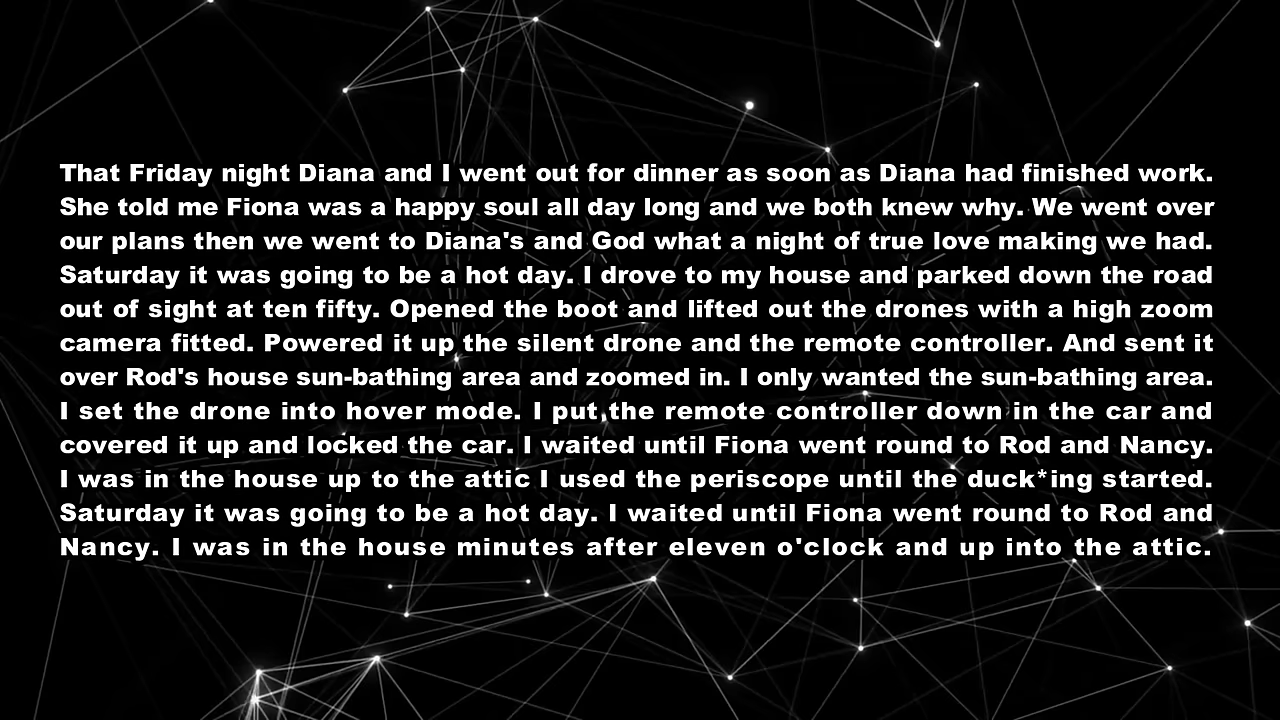 That Friday night Diana and I went out for dinner as soon as Diana had finished work.
She told me Fiona was a happy soul all day long and we both knew why. We went over
our plans then we went to Diana's and God what a night of true love making we had.
Saturday it was going to be a hot day. I drove to my house and parked down the road
out of sight at ten fifty. Opened the boot and lifted out the drones with a high zoom
camera fitted. Powered it up the silent drone and the remote controller. And sent it
over Rod's house sun-bathing area and zoomed in. I only wanted the sun-bathing area.
I set the drone into hover mode. I put the remote controller down in the car and
covered it up and locked the car. I waited until Fiona went round to Rod and Nancy.
I was in the house up to the attic I used the periscope until the duck*ing started.
Saturday it was going to be a hot day. I waited until Fiona went round to Rod and
Nancy. I was in the house minutes after eleven o'clock and up into the attic.